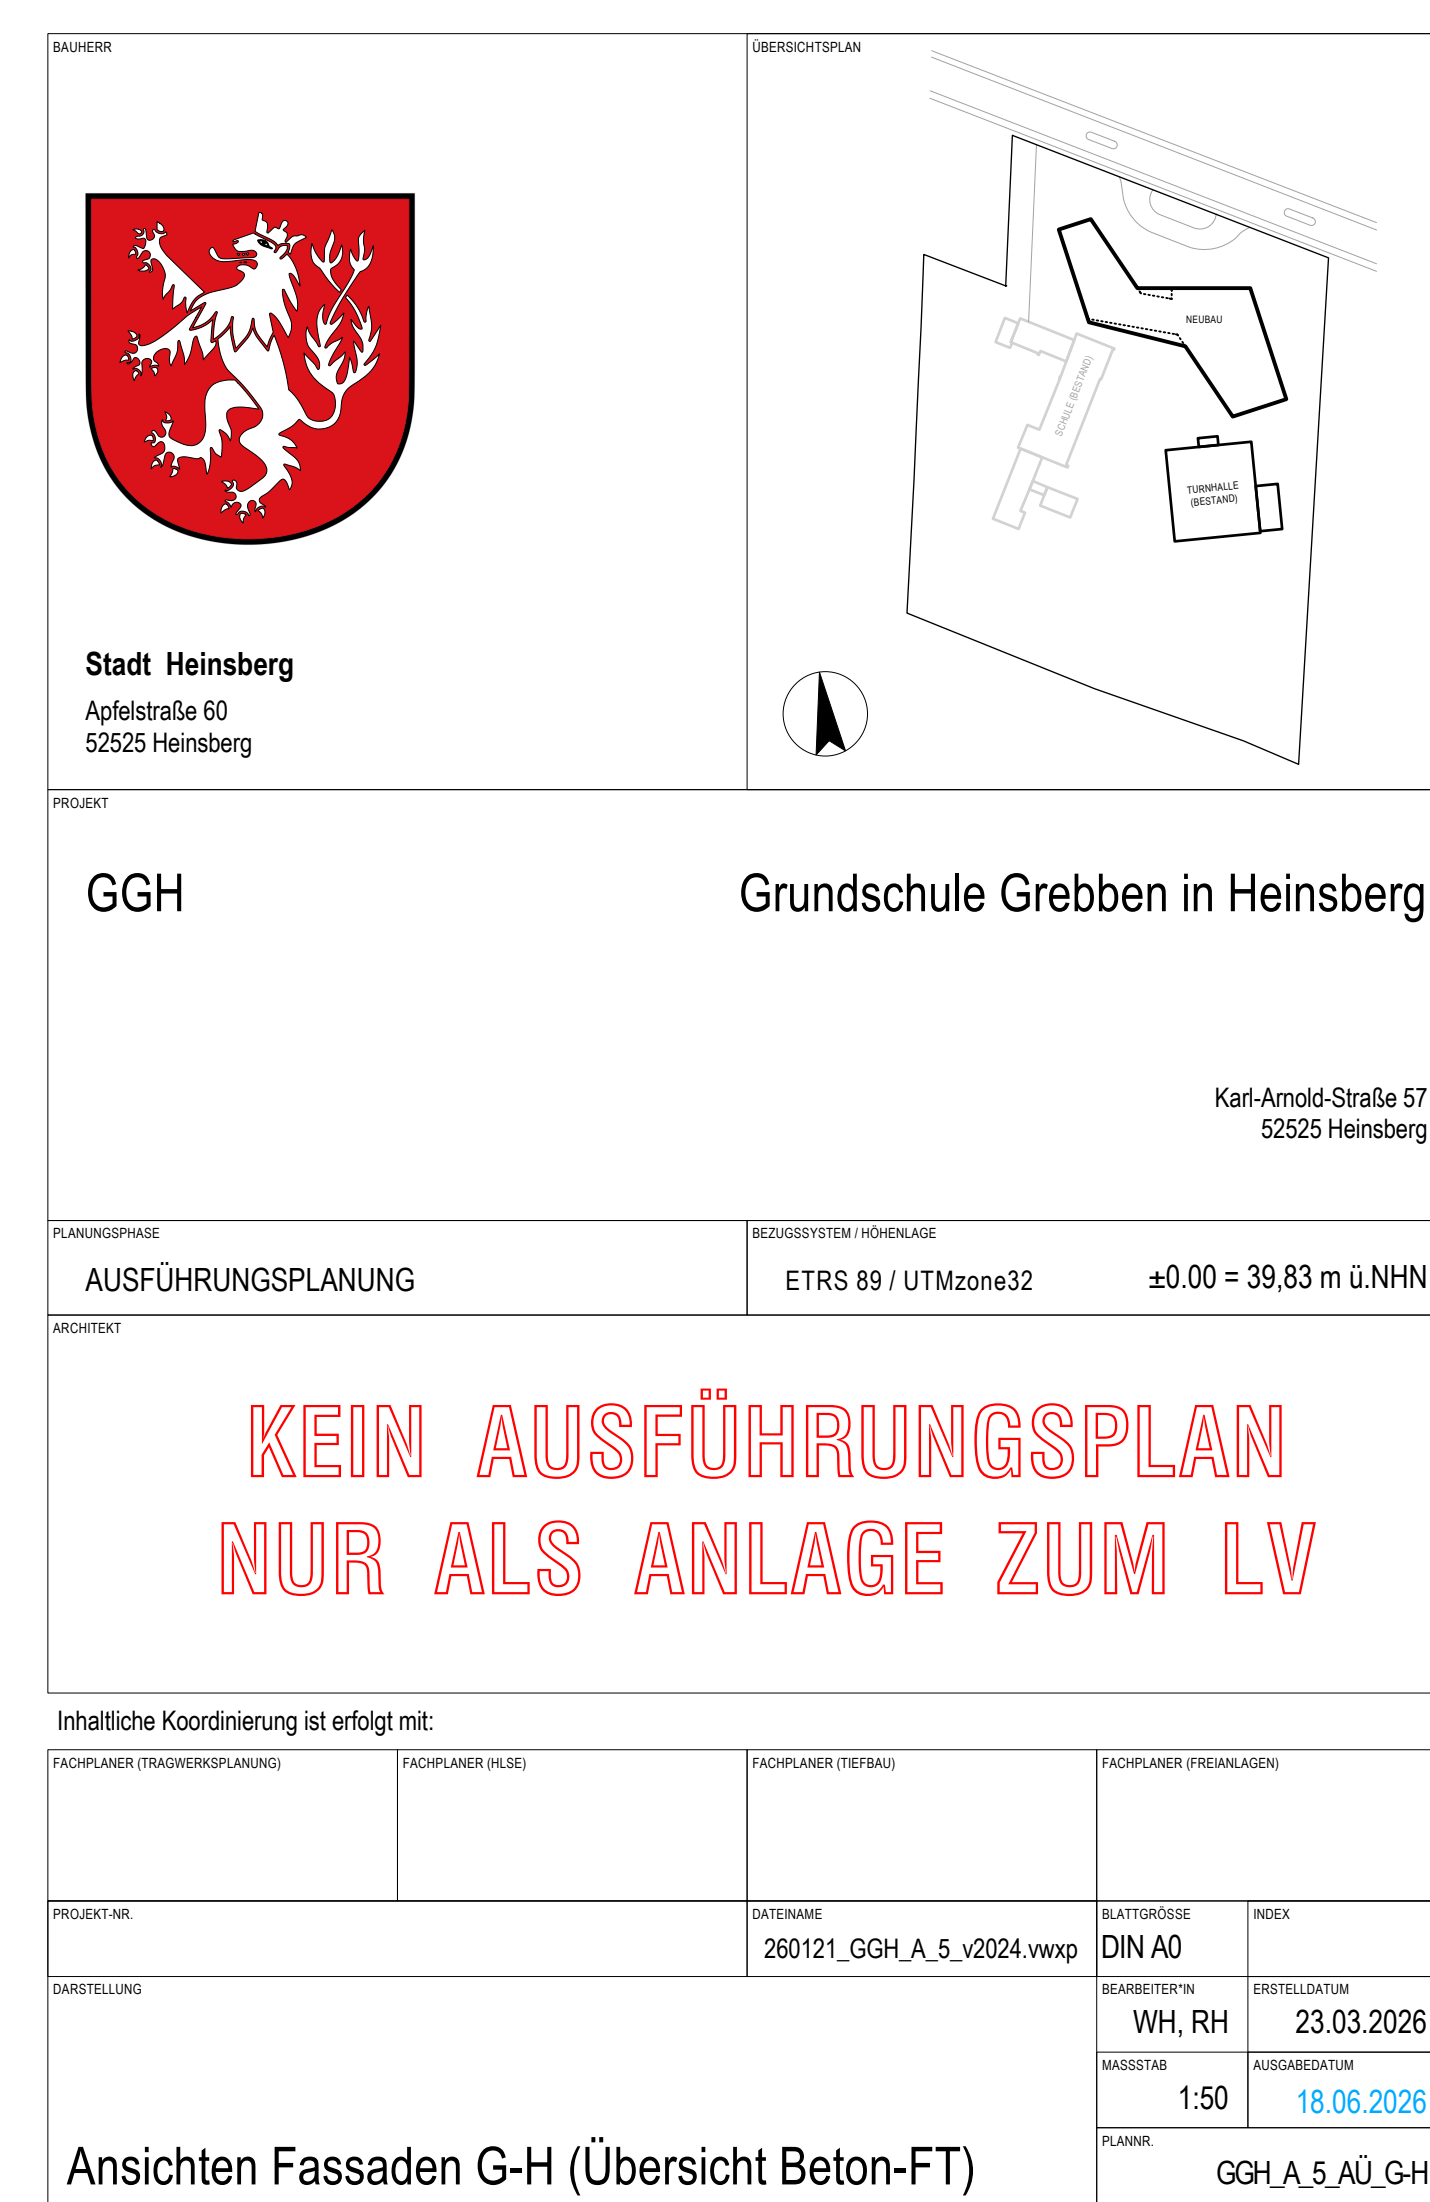 BAUHERR
Stadt Heinsberg
Apfelstraße 60
52525 Heinsberg
ÜBERSICHTSPLAN
NEUBAU
SCHULE (BESTAND)
TURNHALLE
(BESTAND)
PROJEKT
GGH
Grundschule Grebben in Heinsberg
Karl-Arnold-Straße 57
52525 Heinsberg
PLANUNGSPHASE
AUSFÜHRUNGSPLANUNG
BEZUGSSYSTEM / HÖHENLAGE
ETRS 89 / UTMzone32 ±0.00 = 39,83 m ü.NHN
ARCHITEKT
KEIN AUSFÜHRUNGSPLAN
NUR ALS ANLAGE ZUM LV
Inhaltliche Koordinierung ist erfolgt mit:
FACHPLANER (TRAGWERKSPLANUNG)
FACHPLANER (HLSE)
FACHPLANER (TIEFBAU)
FACHPLANER (FREIANLAGEN)
PROJEKT-NR.
DATEINAME
260121_GGH_A_5_v2024.vwxp
BLATTGRÖSSE
DIN A0
INDEX
DARSTELLUNG
Ansichten Fassaden G-H (Übersicht Beton-FT)
BEARBEITER*IN
WH, RH
ERSTELLDATUM
23.03.2026
MASSSTAB
1:50
AUSGABEDATUM
18.06.2026
PLANNR.
GGH_A_5_AÜ_G-H